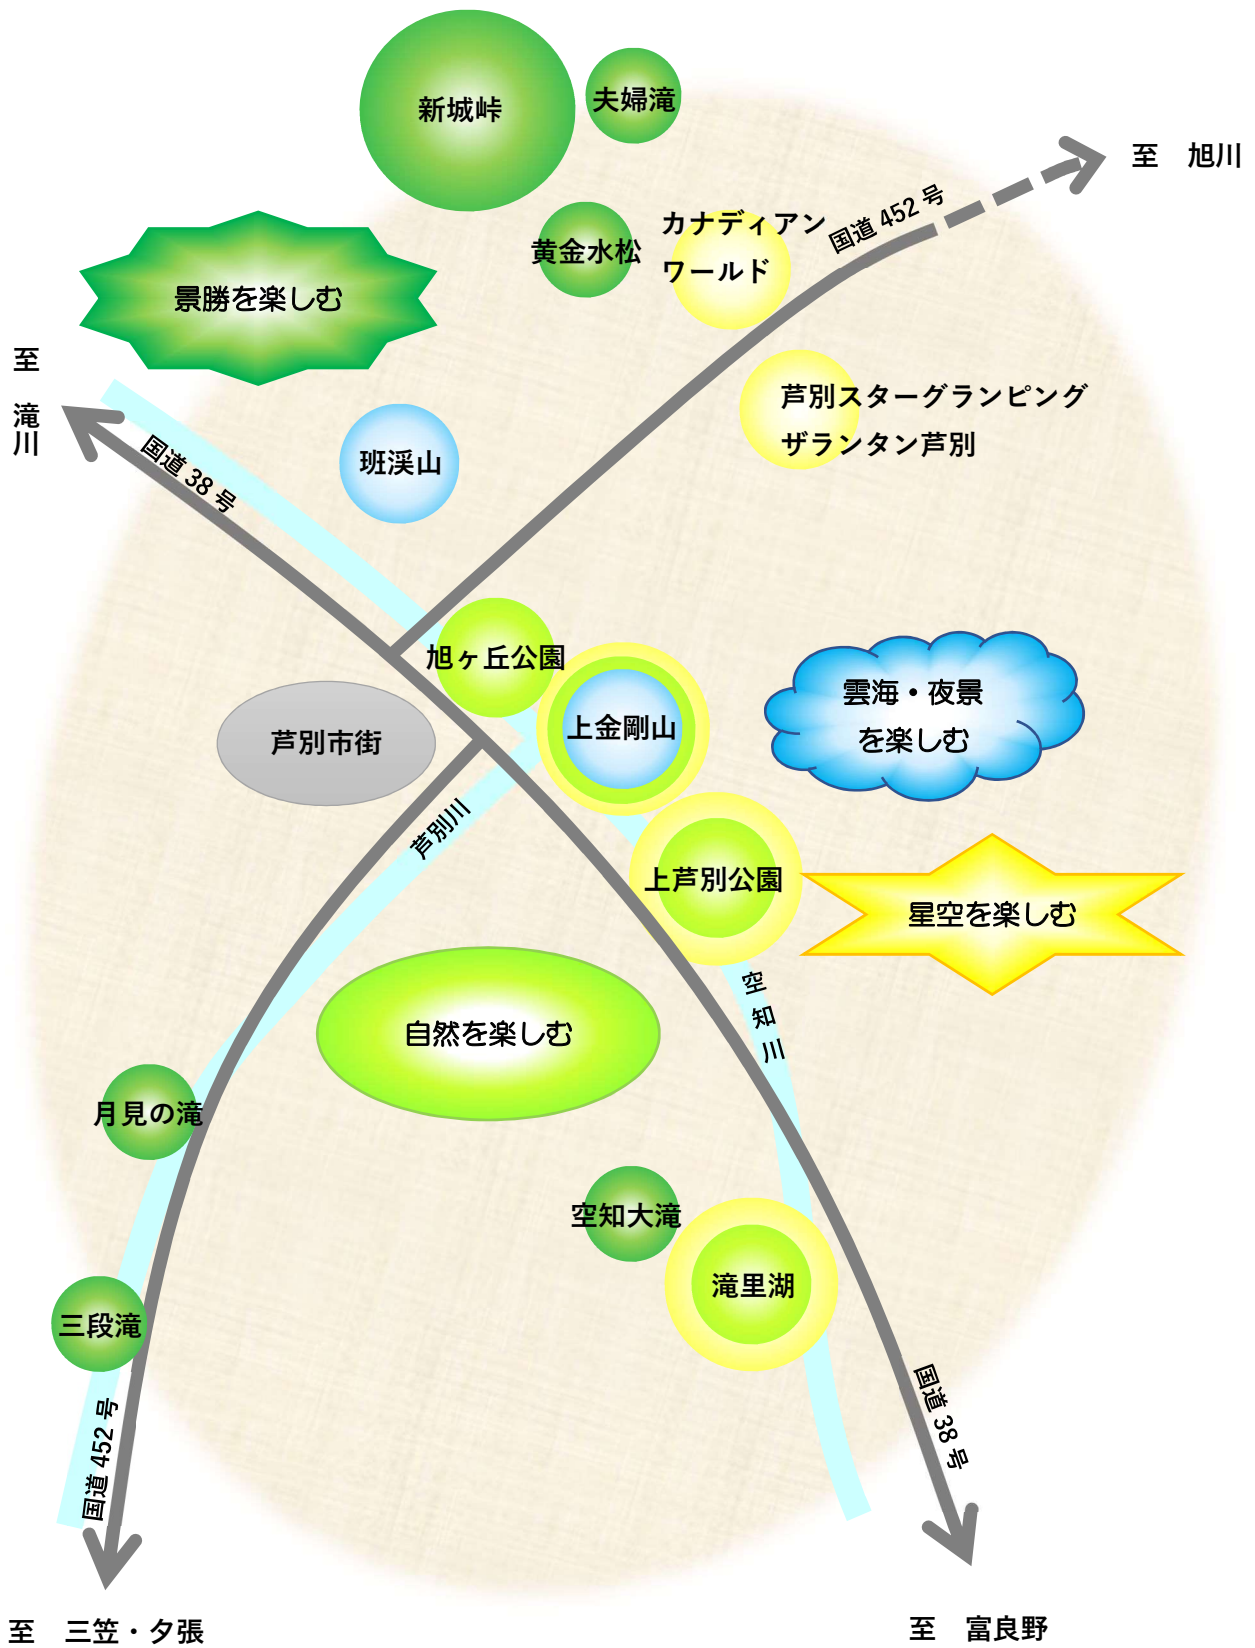 新城峠
夫婦滝
至　旭川
国道 452 号
カナディアン
ワールド
黄金水松
景勝を楽しむ
至　滝川
国道 38 号
班渓山
芦別スターグランピング
ザランタン芦別
旭ヶ丘公園
上金剛山
雲海・夜景
を楽しむ
芦別市街
芦別川
上芦別公園
星空を楽しむ
空知川
自然を楽しむ
月見の滝
空知大滝
滝里湖
三段滝
国道 452 号
国道 38 号
至　三笠・夕張
至　富良野